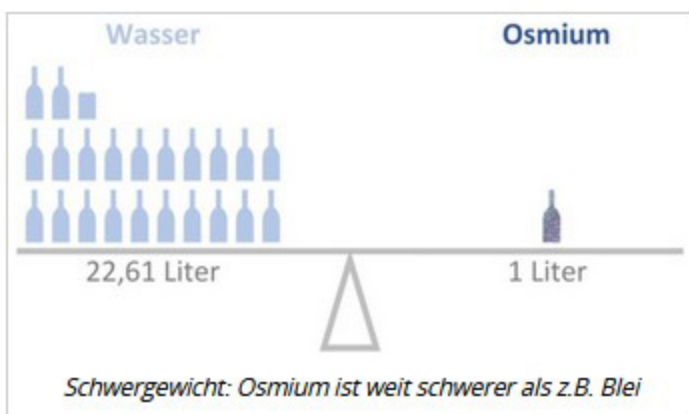 Wasser Osmium
22,61 Liter 1 Liter
Schwergewicht: Osmium ist weit schwerer als z.B. Blei